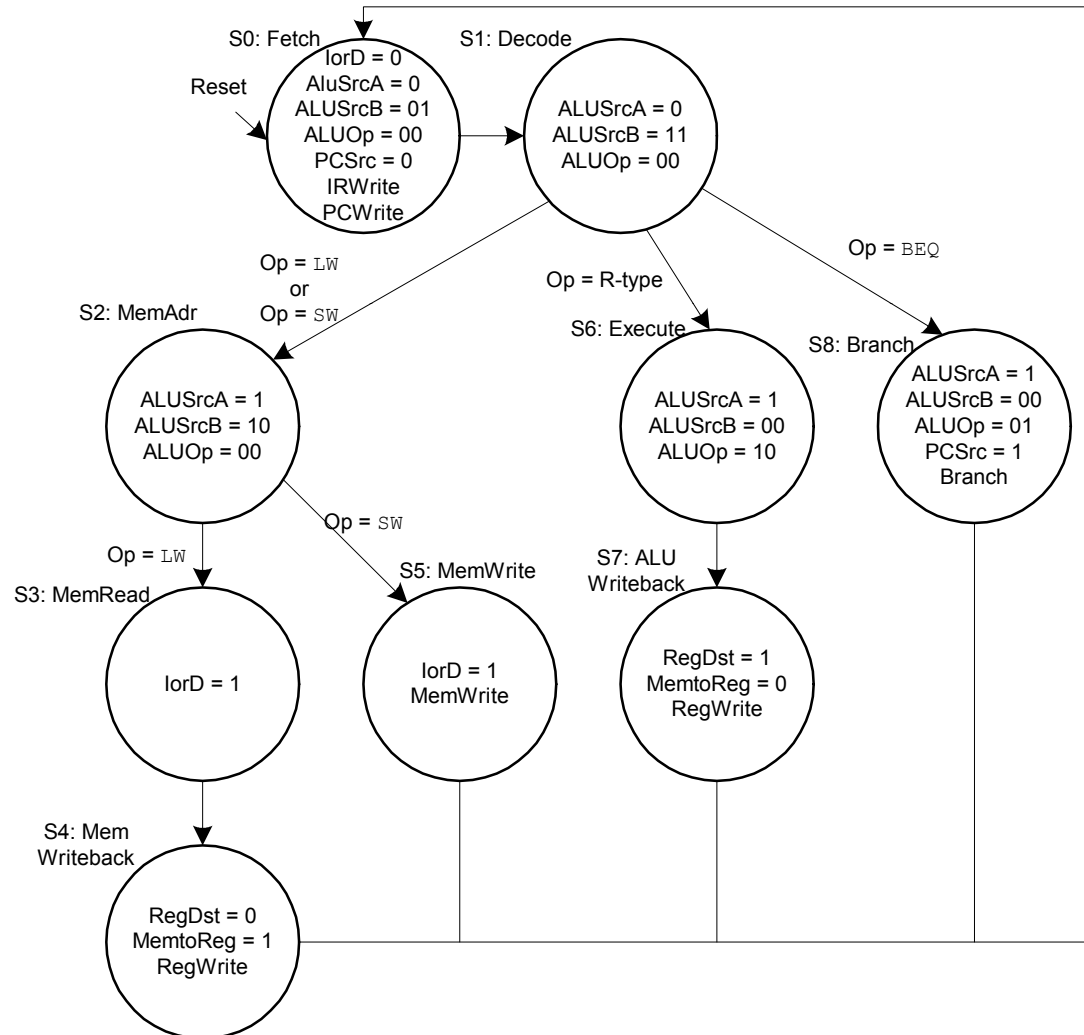 S0: Fetch
IorD = 0
AluSrcA = 0
ALUSrcB = 01
ALUOp = 00
PCSrc = 0
IRWrite
PCWrite
Reset
S1: Decode
ALUSrcA = 0
ALUSrcB = 11
ALUOp = 00
Op = LW
or
Op = SW
Op = R-type
Op = BEQ
S2: MemAdr
ALUSrcA = 1
ALUSrcB = 10
ALUOp = 00
S6: Execute
ALUSrcA = 1
ALUSrcB = 00
ALUOp = 10
S8: Branch
ALUSrcA = 1
ALUSrcB = 00
ALUOp = 01
PCSrc = 1
Branch
Op = LW
Op = SW
S3: MemRead
IorD = 1
S5: MemWrite
IorD = 1
MemWrite
S7: ALU
Writeback
RegDst = 1
MemtoReg = 0
RegWrite
S4: Mem
Writeback
RegDst = 0
MemtoReg = 1
RegWrite